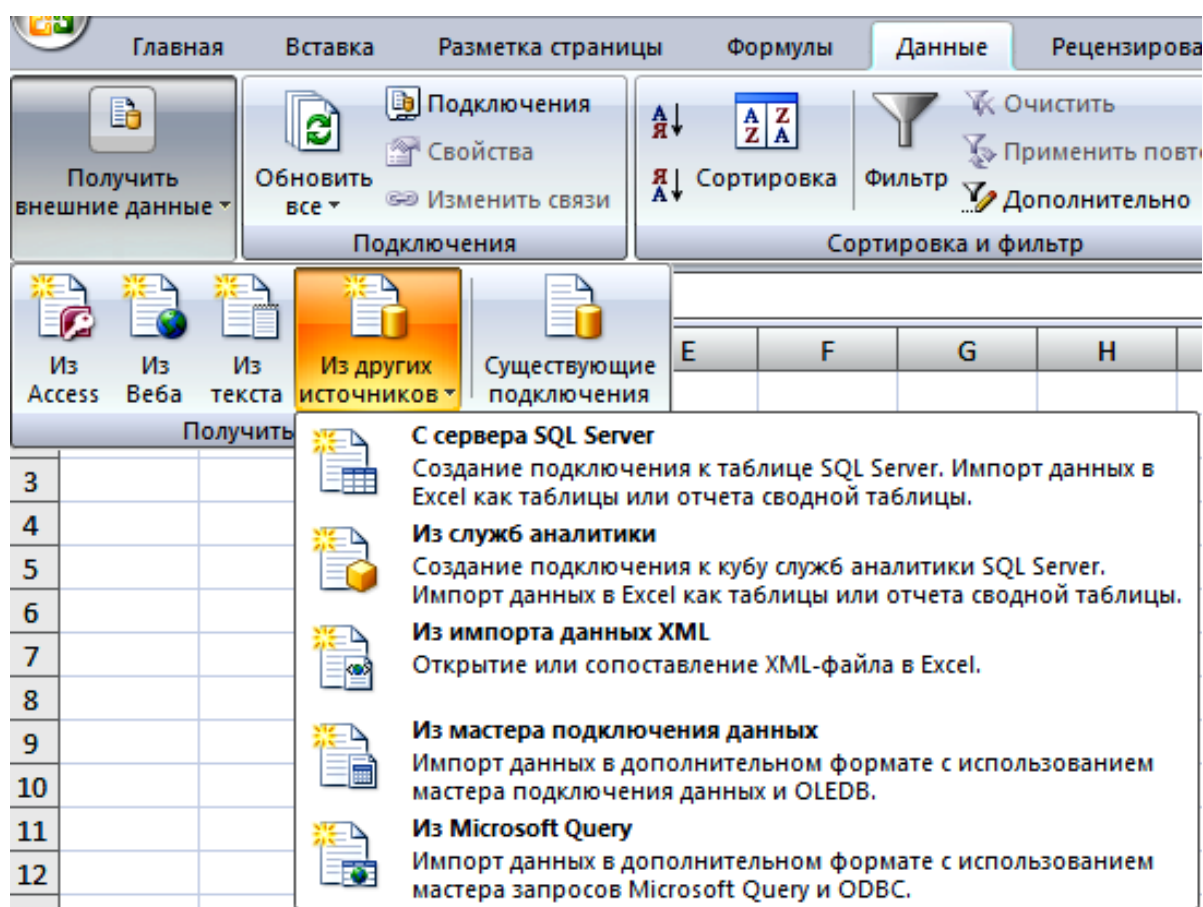 Главная Вставка Разметка страницы Формулы Данные Рецензирова
Получить
внешние данные
Обновить
все
Подключения
Свойства
Изменить связи
Подключения
А
Я
Я
А
A Z
Z A
Сортировка
Фильтр
Очистить
Применить повто
Дополнительно
Сортировка и фильтр
Из
Access
Из
Веба
Из
текста
Из других
источников
Существующие
подключения
Получить
E F G H
С сервера SQL Server
Создание подключения к таблице SQL Server. Импорт данных в
Excel как таблицы или отчета сводной таблицы.
Из служб аналитики
Создание подключения к кубу служб аналитики SQL Server.
Импорт данных в Excel как таблицы или отчета сводной таблицы.
Из импорта данных XML
Открытие или сопоставление XML-файла в Excel.
Из мастера подключения данных
Импорт данных в дополнительном формате с использованием
мастера подключения данных и OLEDB.
Из Microsoft Query
Импорт данных в дополнительном формате с использованием
мастера запросов Microsoft Query и ODBC.
3
4
5
6
7
8
9
10
11
12